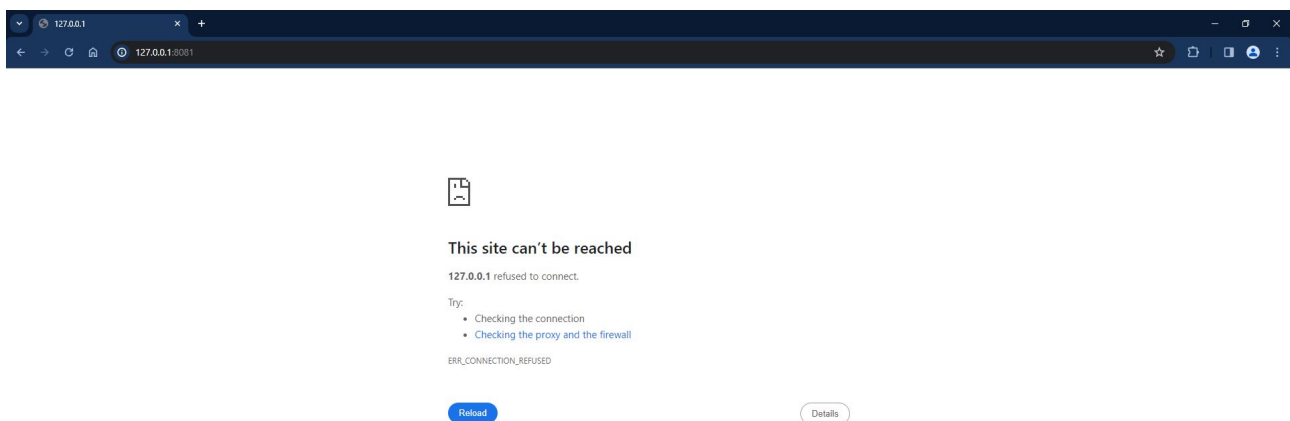 127.0.0.1
127.0.0.1:8081
This site can't be reached
127.0.0.1 refused to connect.
Try:
• Checking the connection
• Checking the proxy and the firewall
ERR_CONNECTION_REFUSED
Reload Details